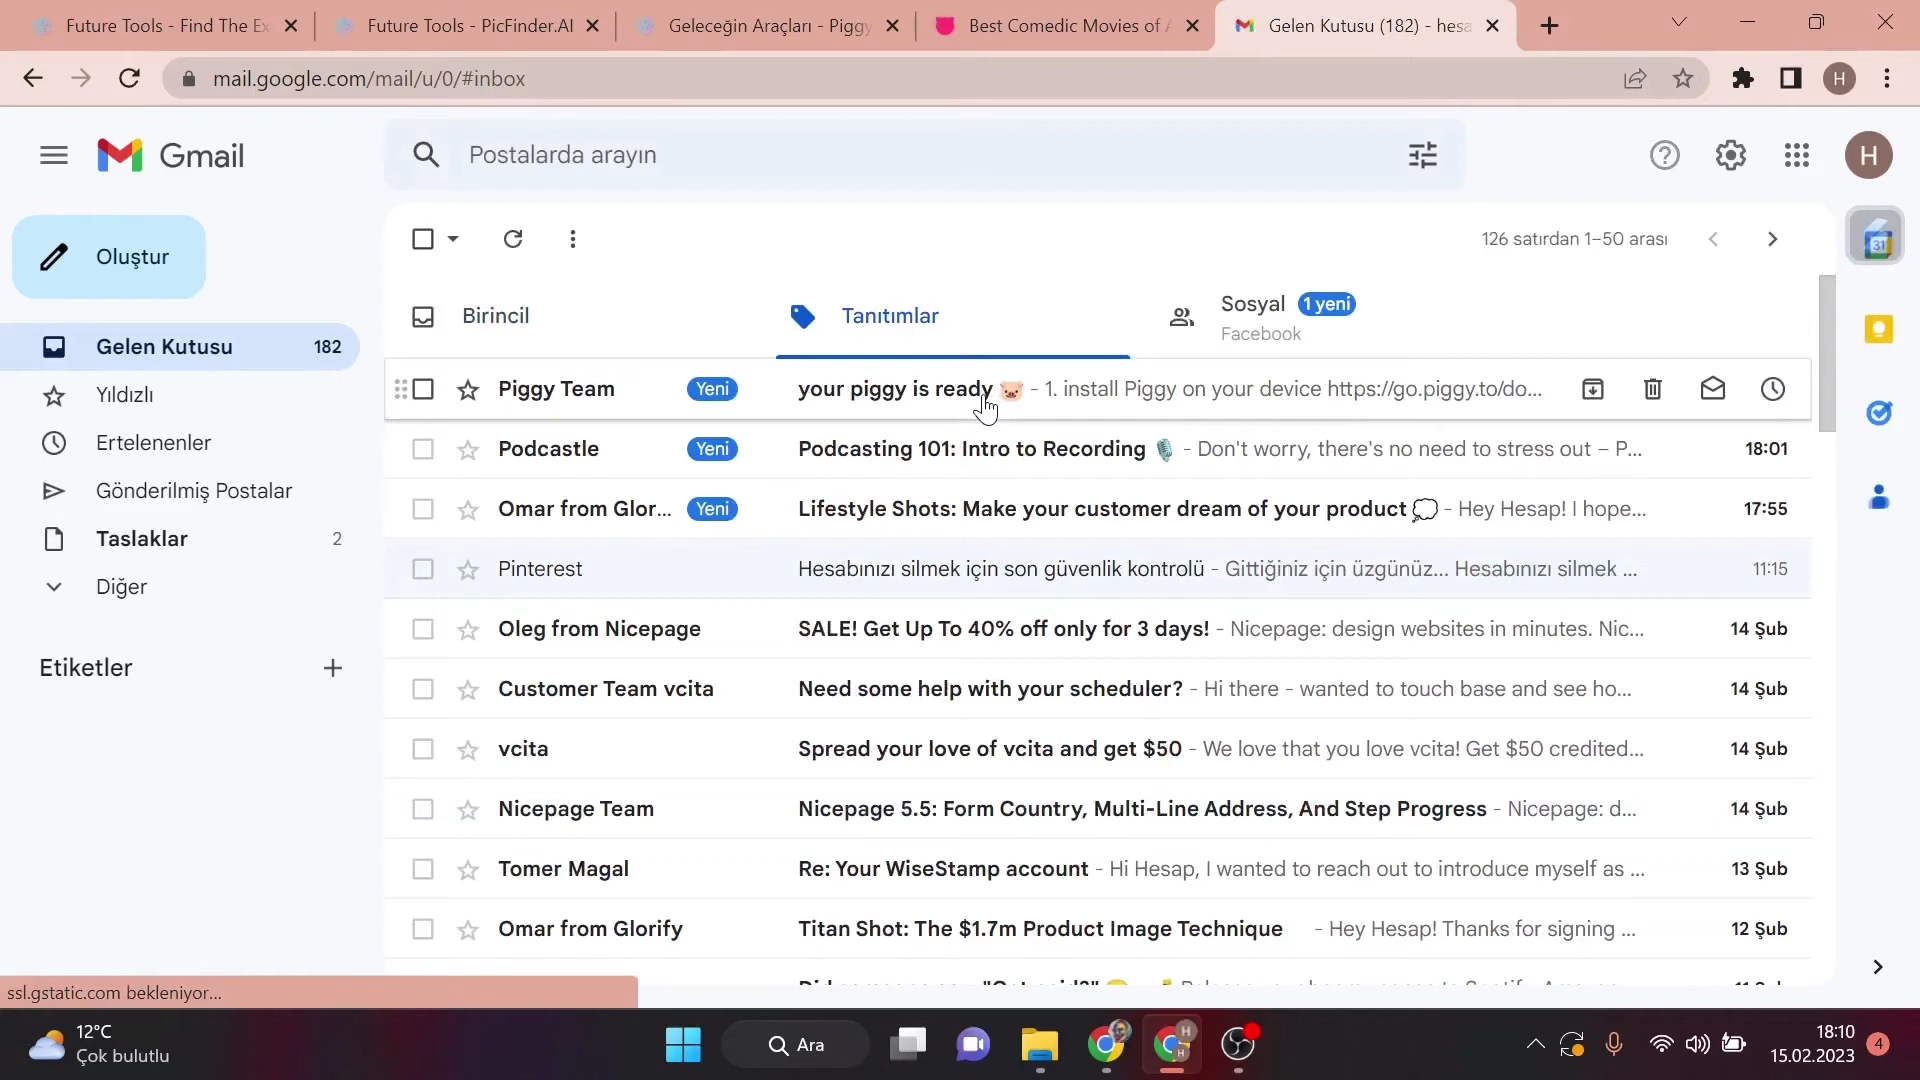 Future Tools - Find The Ex
Future Tools - PicFinder.AI
Geleceğin Araçları - Piggy
Best Comedic Movies of A
Gelen Kutusu (182) - hesa
mail.google.com/mail/u/0/#inbox
H
Gmail
Postalarda arayın
H
Oluştur
126 satırdan 1–50 arası
31
Birincil
Tanıtımlar
Sosyal 1 yeni
Facebook
Gelen Kutusu 182
Yıldızlı
Ertelenenler
Gönderilmiş Postalar
Taslaklar 2
Diğer
Etiketler
Piggy Team Yeni your piggy is ready 🐷 - 1. install Piggy on your device https://go.piggy.to/do...
Podcastle Yeni Podcasting 101: Intro to Recording 🎙️ - Don't worry, there's no need to stress out – P... 18:01
Omar from Glor... Yeni Lifestyle Shots: Make your customer dream of your product 💭 - Hey Hesap! I hope... 17:55
Pinterest Hesabınızı silmek için son güvenlik kontrolü - Gittiğiniz için üzgünüz... Hesabınızı silmek ... 11:15
Oleg from Nicepage SALE! Get Up To 40% off only for 3 days! - Nicepage: design websites in minutes. Nic... 14 Şub
Customer Team vcita Need some help with your scheduler? - Hi there - wanted to touch base and see ho... 14 Şub
vcita Spread your love of vcita and get $50 - We love that you love vcita! Get $50 credited... 14 Şub
Nicepage Team Nicepage 5.5: Form Country, Multi-Line Address, And Step Progress - Nicepage: d... 14 Şub
Tomer Magal Re: Your WiseStamp account - Hi Hesap, I wanted to reach out to introduce myself as ... 13 Şub
Omar from Glorify Titan Shot: The $1.7m Product Image Technique - Hey Hesap! Thanks for signing ... 12 Şub
ssl.gstatic.com bekleniyor...
12°C
Çok bulutlu
Ara
H
H
18:10
15.02.2023
4